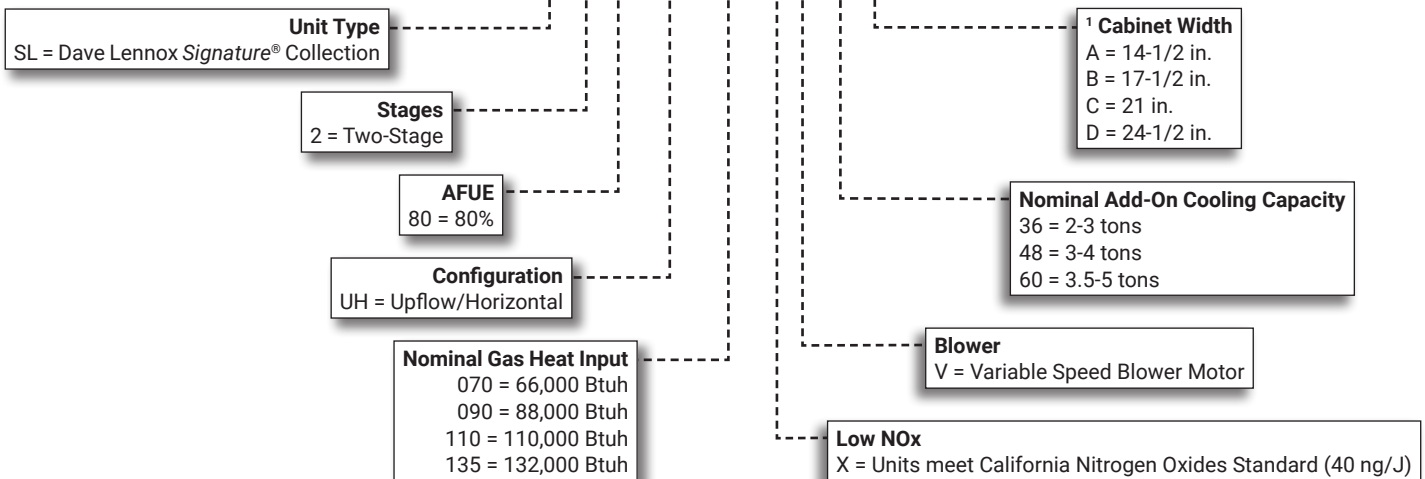 Unit Type
SL = Dave Lennox Signature® Collection
Stages
2 = Two-Stage
AFUE
80 = 80%
Configuration
UH = Upflow/Horizontal
Nominal Gas Heat Input
070 = 66,000 Btuh
090 = 88,000 Btuh
110 = 110,000 Btuh
135 = 132,000 Btuh
¹ Cabinet Width
A = 14-1/2 in.
B = 17-1/2 in.
C = 21 in.
D = 24-1/2 in.
Nominal Add-On Cooling Capacity
36 = 2-3 tons
48 = 3-4 tons
60 = 3.5-5 tons
Blower
V = Variable Speed Blower Motor
Low NOx
X = Units meet California Nitrogen Oxides Standard (40 ng/J)